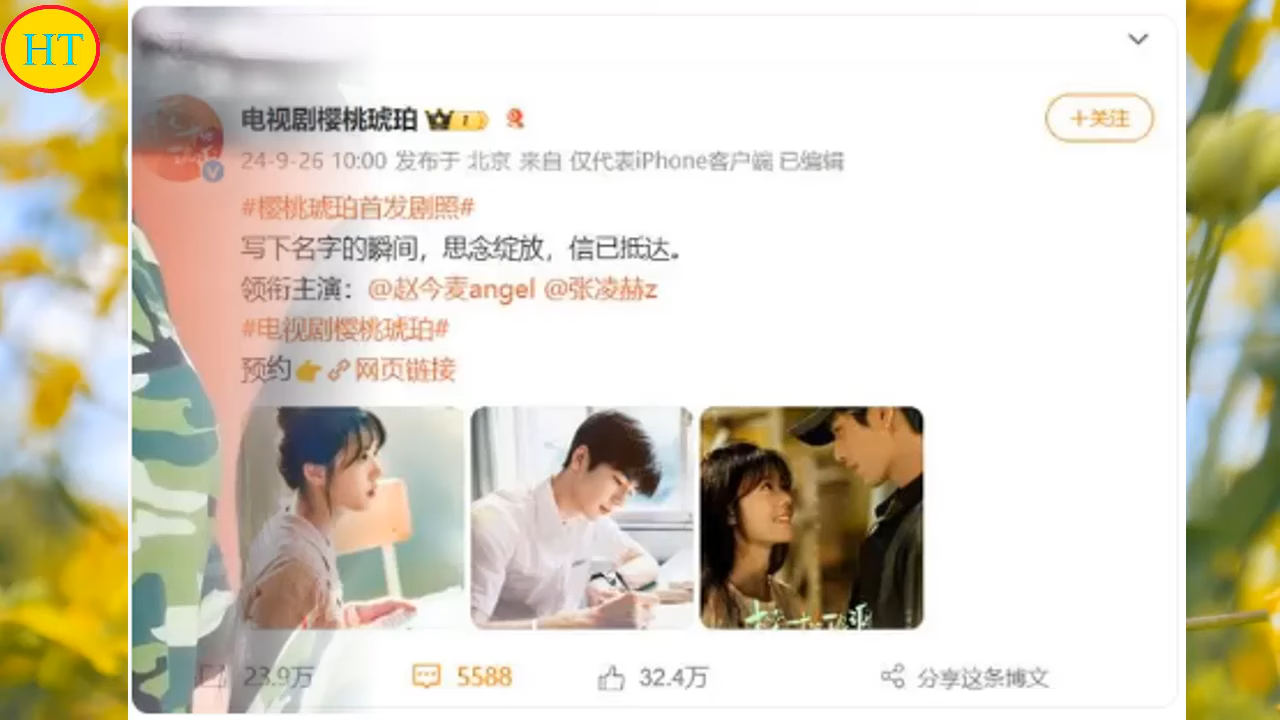 HT
电视剧樱桃琥珀
+关注
24-9-26 10:00 发布于 北京 来自 仅代表iPhone客户端 已编辑
#樱桃琥珀首发剧照#
写下名字的瞬间，思念绽放，信已抵达。
领衔主演：@赵今麦angel @张凌赫z
#电视剧樱桃琥珀#
预约👉网页链接
23.9万 5588 32.4万 分享这条博文